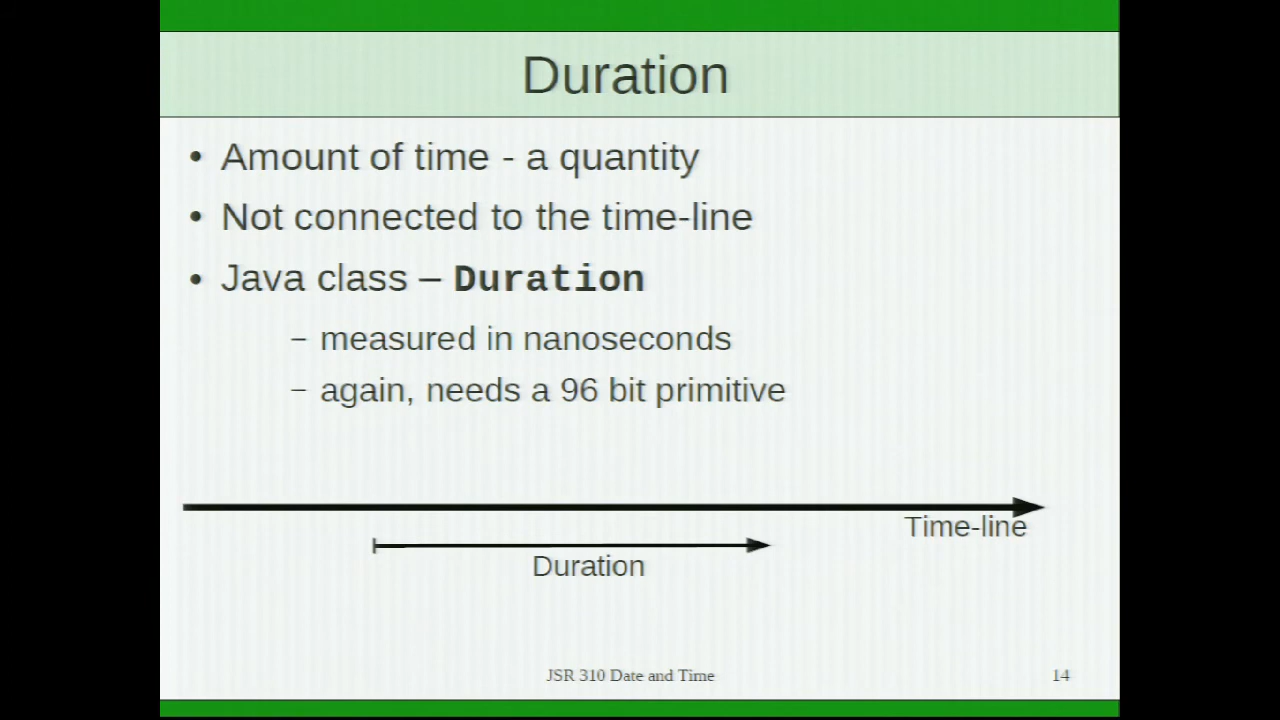 Duration
• Amount of time - a quantity
• Not connected to the time-line
• Java class – Duration
– measured in nanoseconds
– again, needs a 96 bit primitive
Time-line
Duration
JSR 310 Date and Time
14